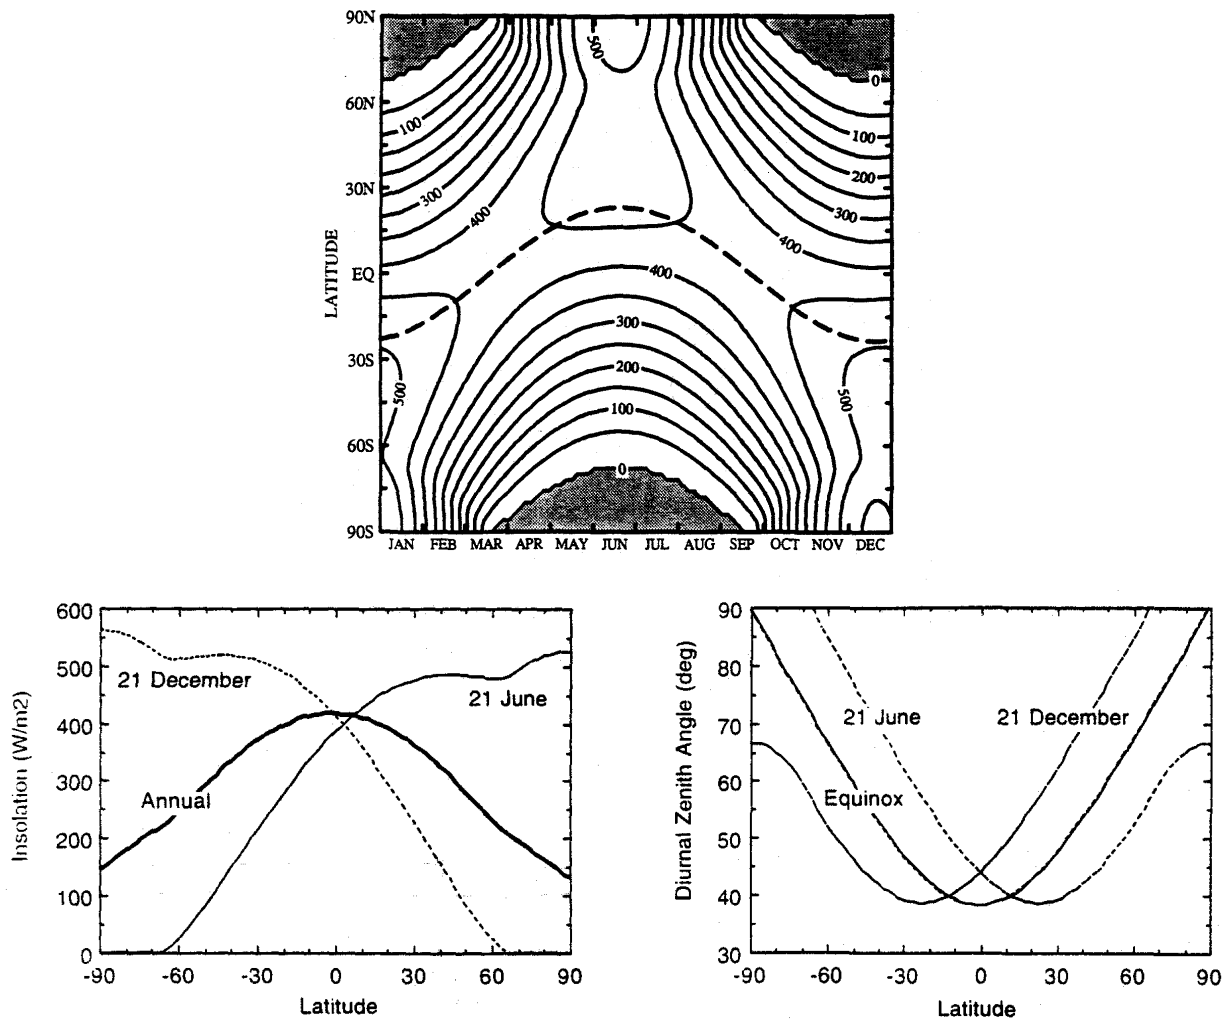 90N
60N
30N
EQ
30S
60S
90S
LATITUDE
500
0
100
100
200
300
300
400
400
400
300
200
100
0
500
500
JAN FEB MAR APR MAY JUN JUL AUG SEP OCT NOV DEC
600
500
400
300
200
100
0
Insolation (W/m2)
21 December
21 June
Annual
-90 -60 -30 0 30 60 90
Latitude
90
80
70
60
50
40
30
Diurnal Zenith Angle (deg)
21 June
21 December
Equinox
-90 -60 -30 0 30 60 90
Latitude